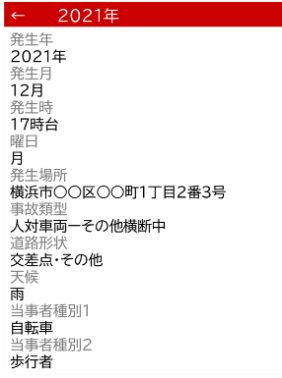 ← 2021年
発生年
2021年
発生月
12月
発生時
17時台
曜日
月
発生場所
横浜市〇〇区〇〇町1丁目2番3号
事故類型
人対車両ーその他横断中
道路形状
交差点・その他
天候
雨
当事者種別1
自転車
当事者種別2
歩行者